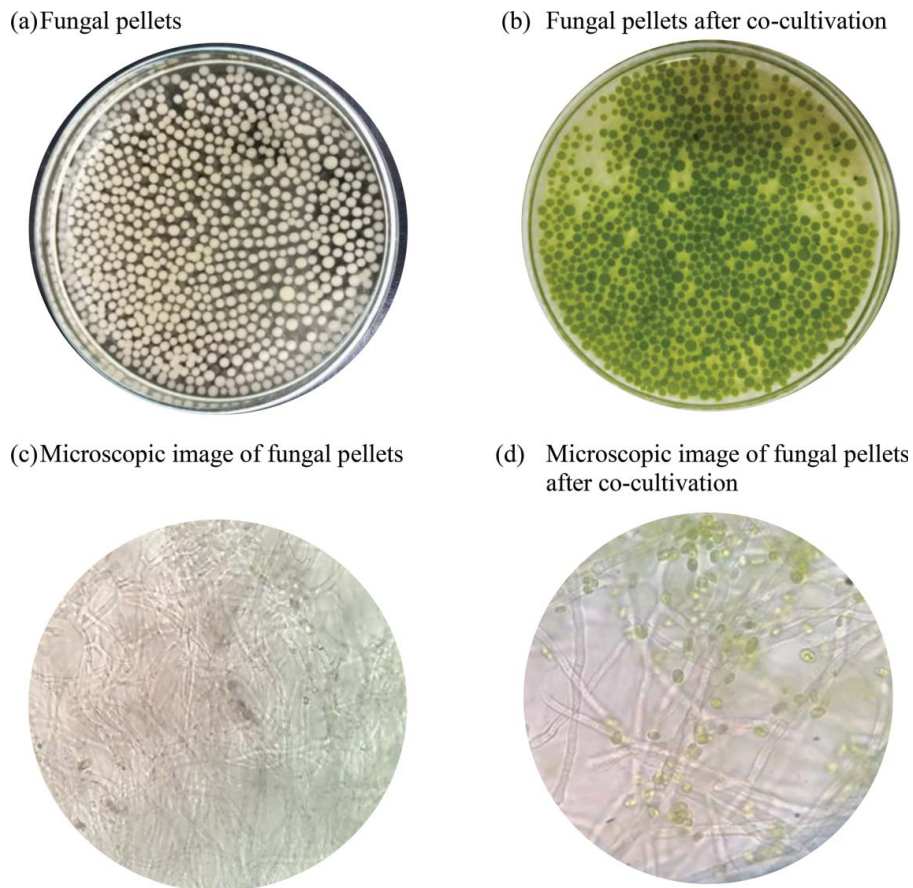 (a) Fungal pellets
(b) Fungal pellets after co-cultivation
(c) Microscopic image of fungal pellets
(d) Microscopic image of fungal pellets
after co-cultivation